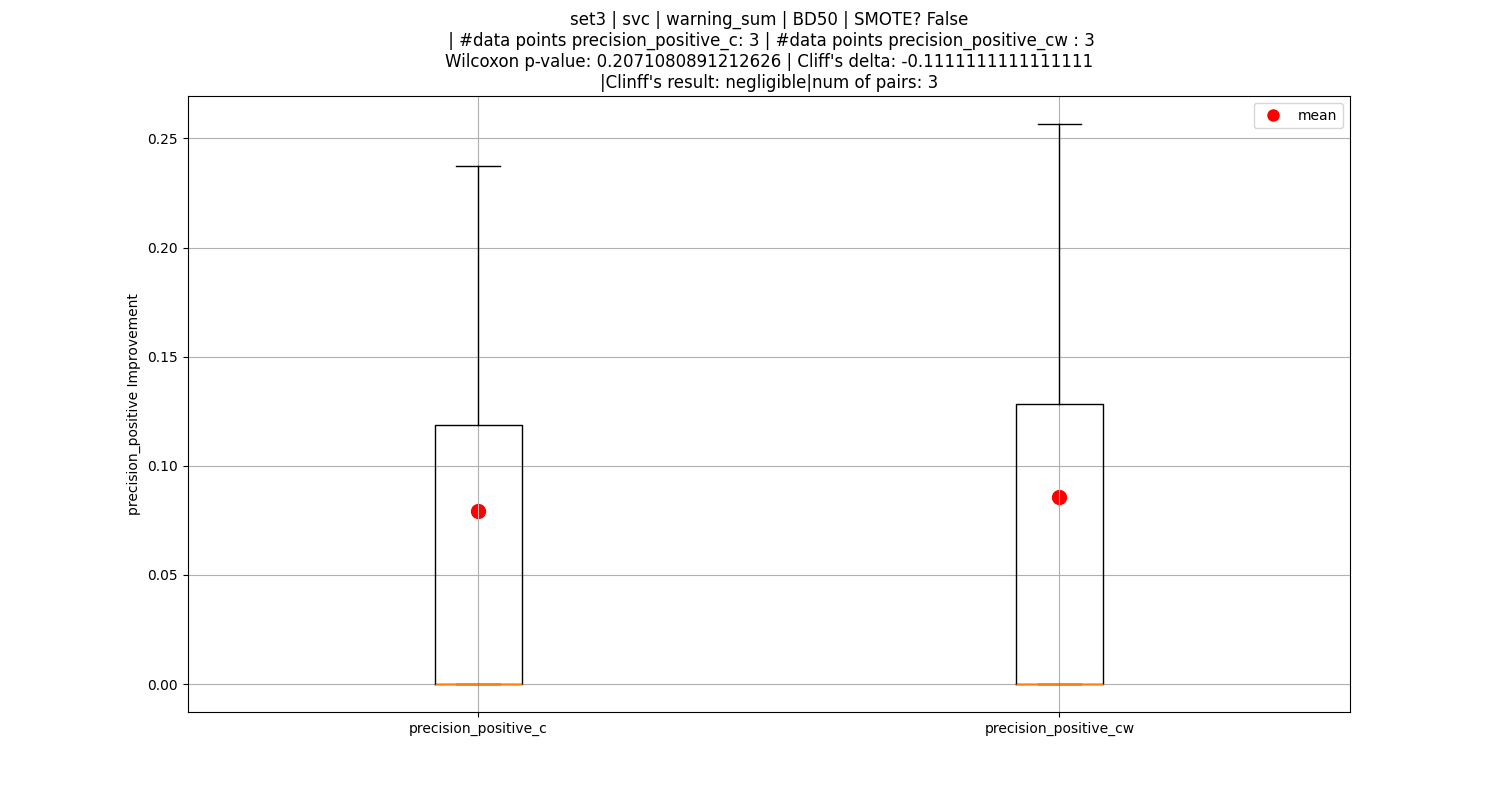 set3 | svc | warning_sum | BD50 | SMOTE? False
| #data points precision_positive_c: 3 | #data points precision_positive_cw : 3
Wilcoxon p-value: 0.2071080891212626 | Cliff's delta: -0.1111111111111111
|Clinff's result: negligible|num of pairs: 3
mean
0.25
0.20
0.15
0.10
0.05
0.00
precision_positive Improvement
precision_positive_c
precision_positive_cw